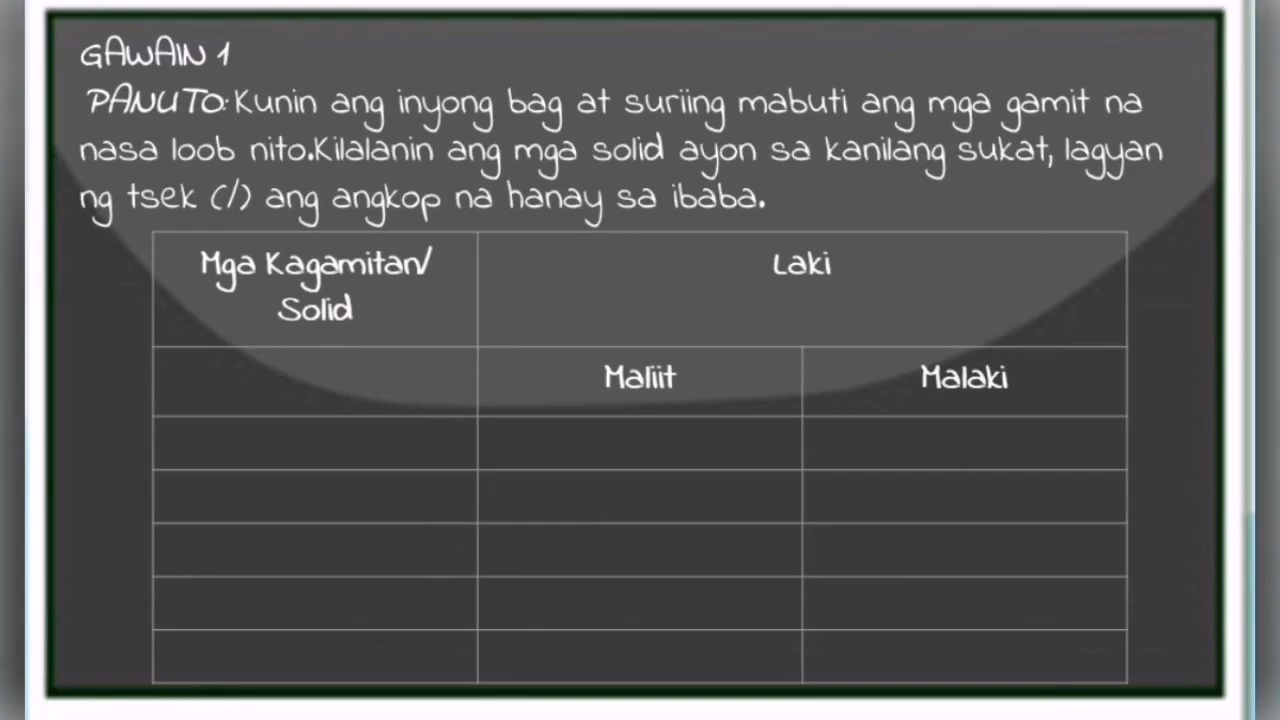 GAWAIN 1
PANUTO:Kunin ang inyong bag at suriing mabuti ang mga gamit na
nasa loob nito.Kilalanin ang mga solid ayon sa kanilang sukat, lagyan
ng tsek (/) ang angkop na hanay sa ibaba.
Mga Kagamitan/
Solid
Laki
Maliit
Malaki